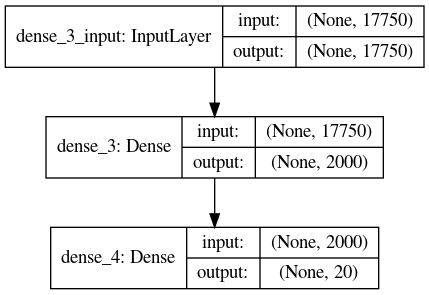 dense_3_input: InputLayer
input: (None, 17750)
output: (None, 17750)
dense_3: Dense
input: (None, 17750)
output: (None, 2000)
dense_4: Dense
input: (None, 2000)
output: (None, 20)